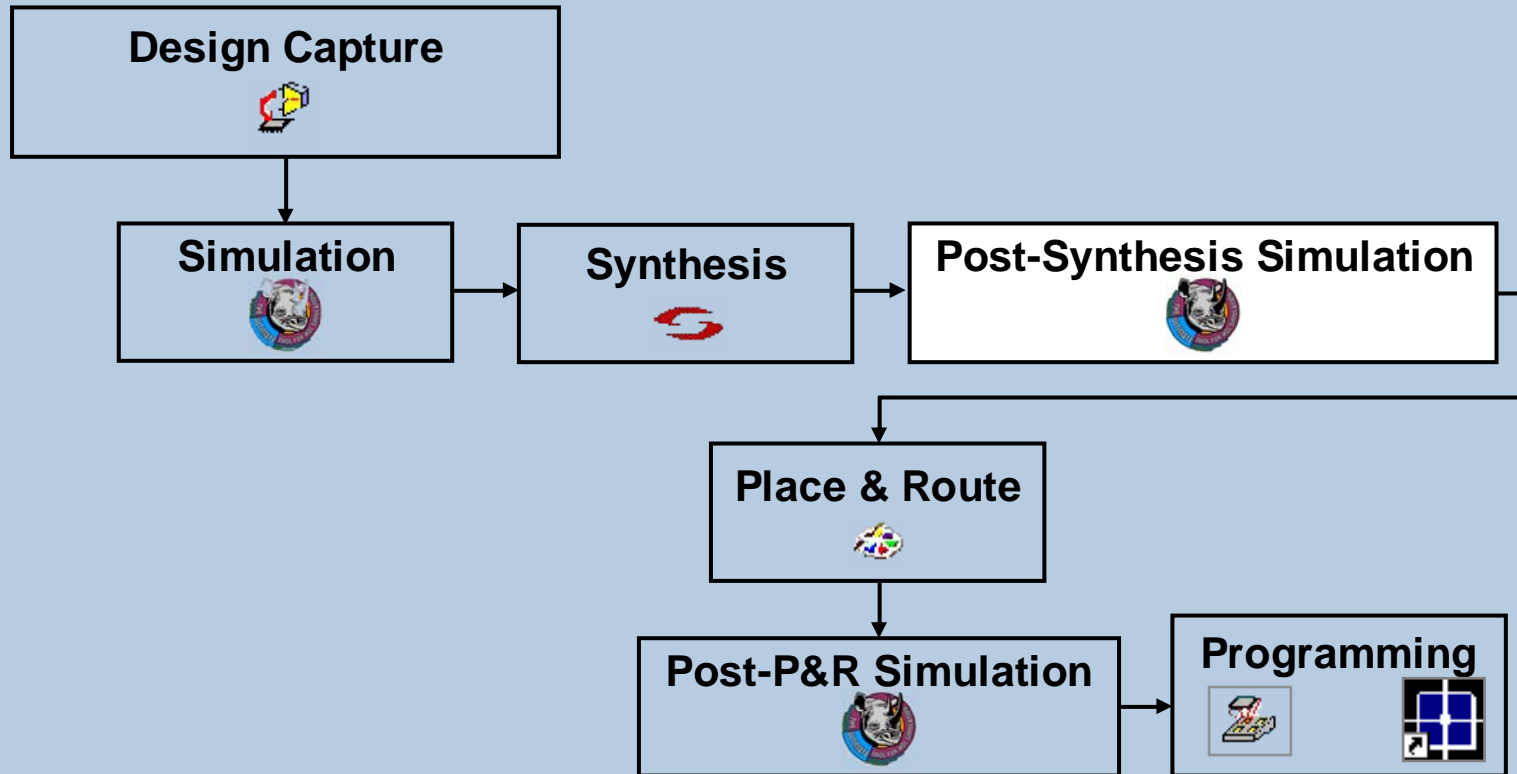 Design Capture
Simulation
Synthesis
Post-Synthesis Simulation
Place & Route
Post-P&R Simulation
Programming